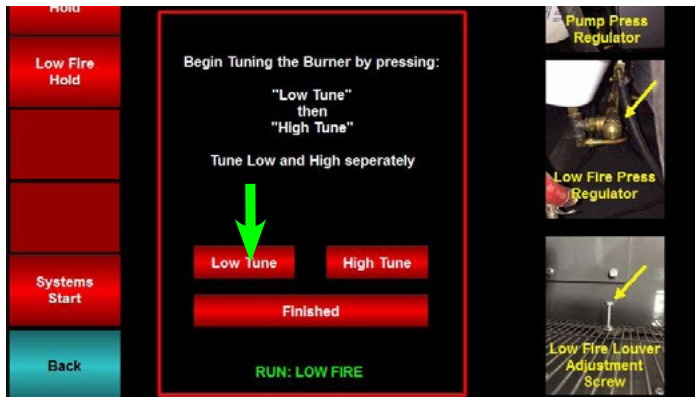 Hold
Low Fire
Hold
Systems
Start
Back
Begin Tuning the Burner by pressing:
"Low Tune"
then
"High Tune"
Tune Low and High seperately
Low Tune
High Tune
Finished
RUN: LOW FIRE
Pump Press
Regulator
Low Fire Press
Regulator
Low Fire Louver
Adjustment
Screw